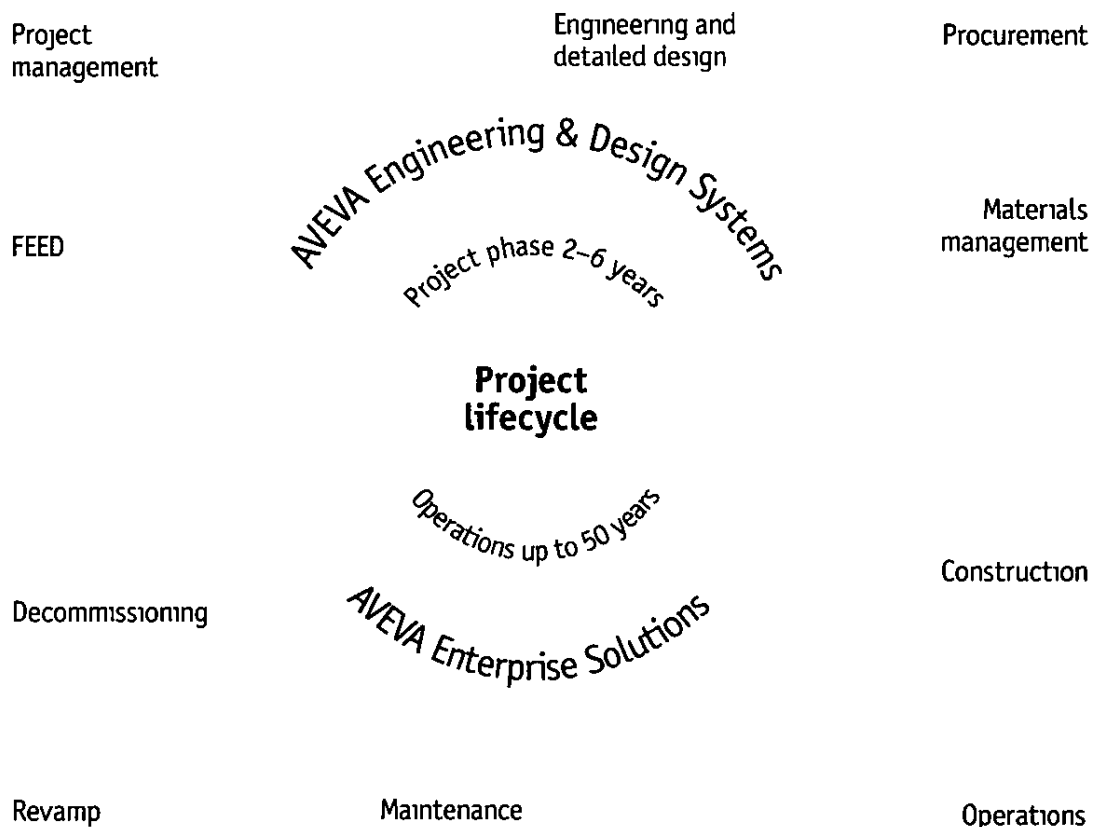 Project
management
Engineering and
detailed design
Procurement
AVEVA Engineering & Design Systems
Materials
management
FEED
Project phase 2–6 years
Project
lifecycle
Operations up to 50 years
Construction
Decommissioning
AVEVA Enterprise Solutions
Revamp
Maintenance
Operations